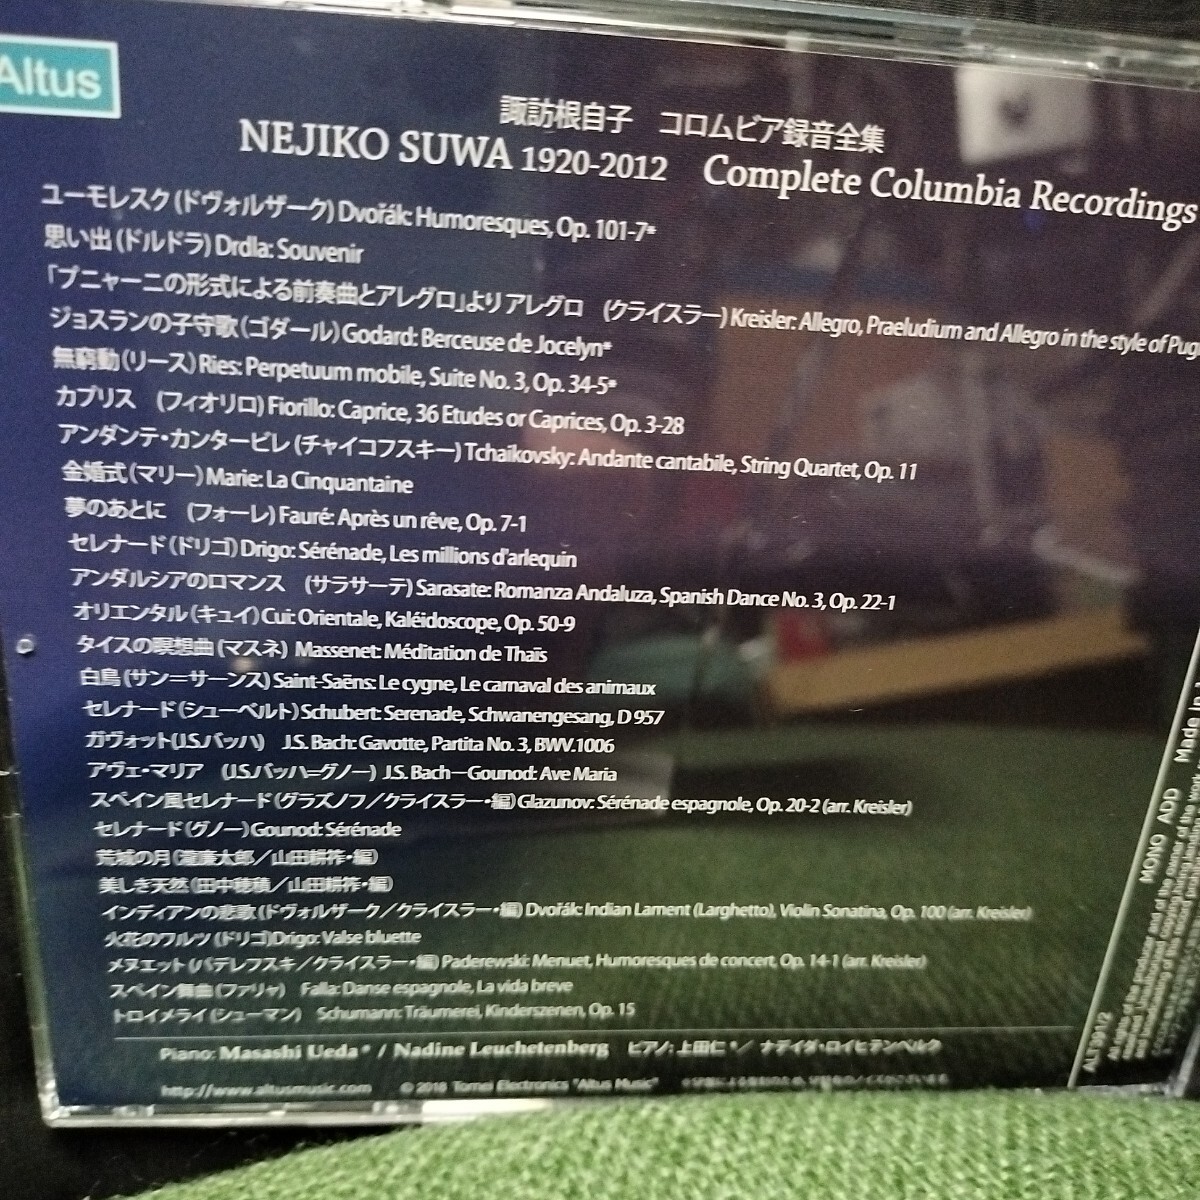 Altus
諏訪根自子　コロムビア録音全集
NEJIKO SUWA 1920-2012　Complete Columbia Recordings
ユーモレスク (ドヴォルザーク) Dvořák: Humoresques, Op. 101-7*
思い出 (ドルドラ) Drdla: Souvenir
「プニャーニの形式による前奏曲とアレグロ」より アレグロ　(クライスラー) Kreisler: Allegro, Praeludium and Allegro in the style of
ジョスランの子守歌 (ゴダール) Godard: Berceuse de Jocelyn*
無窮動 (リース) Ries: Perpetuum mobile, Suite No. 3, Op. 34-5*
カプリス　(フィオリロ) Fiorillo: Caprice, 36 Etudes or Caprices, Op. 3-28
アンダンテ・カンタービレ (チャイコフスキー) Tchaikovsky: Andante cantabile, String Quartet, Op. 11
金婚式 (マリー) Marie: La Cinquantaine
夢のあとに　(フォーレ) Fauré: Après un rêve, Op. 7-1
セレナード (ドリゴ) Drigo: Sérénade, Les millions d'arlequin
アンダルシアのロマンス　(サラサーテ) Sarasate: Romanza Andaluza, Spanish Dance No. 3, Op. 22-1
オリエンタル (キュイ) Cui: Orientale, Kaléidoscope, Op. 50-9
タイスの瞑想曲 (マスネ) Massenet: Méditation de Thaïs
白鳥 (サン=サーンス) Saint-Saëns: Le cygne, Le carnaval des animaux
セレナード (シューベルト) Schubert: Serenade, Schwanengesang, D 957
ガヴォット(J.S.バッハ)　J.S. Bach: Gavotte, Partita No. 3, BWV.1006
アヴェ・マリア　(J.S.バッハ=グノー) J.S. Bach—Gounod: Ave Maria
スペイン風セレナード (グラズノフ／クライスラー・編) Glazunov: Sérénade espagnole, Op. 20-2 (arr. Kreisler)
セレナード (グノー) Gounod: Sérénade
荒城の月 (瀧廉太郎／山田耕筰・編)
美しき天然 (田中穂積／山田耕筰・編)
インディアンの悲歌 (ドヴォルザーク／クライスラー・編) Dvořák: Indian Lament (Larghetto), Violin Sonatina, Op. 100 (arr. Kreisler)
火花のワルツ (ドリゴ)Drigo: Valse bluette
メヌエット (パデレフスキ／クライスラー・編) Paderewski: Menuet, Humoresques de concert, Op. 14-1 (arr. Kreisler)
スペイン舞曲 (ファリャ)　Falla: Danse espagnole, La vida breve
トロイメライ (シューマン)　Schumann: Träumerei, Kinderszenen, Op. 15
Piano: Masashi Ueda* / Nadine Leuchetenberg　ピアノ: 上田仁*／ ナデイダ・ロイヒテンベルク
http://www.altusmusic.com　© 2018 Tomei Electronics "Altus Music"
ALT391/2
MONO ADD Made In